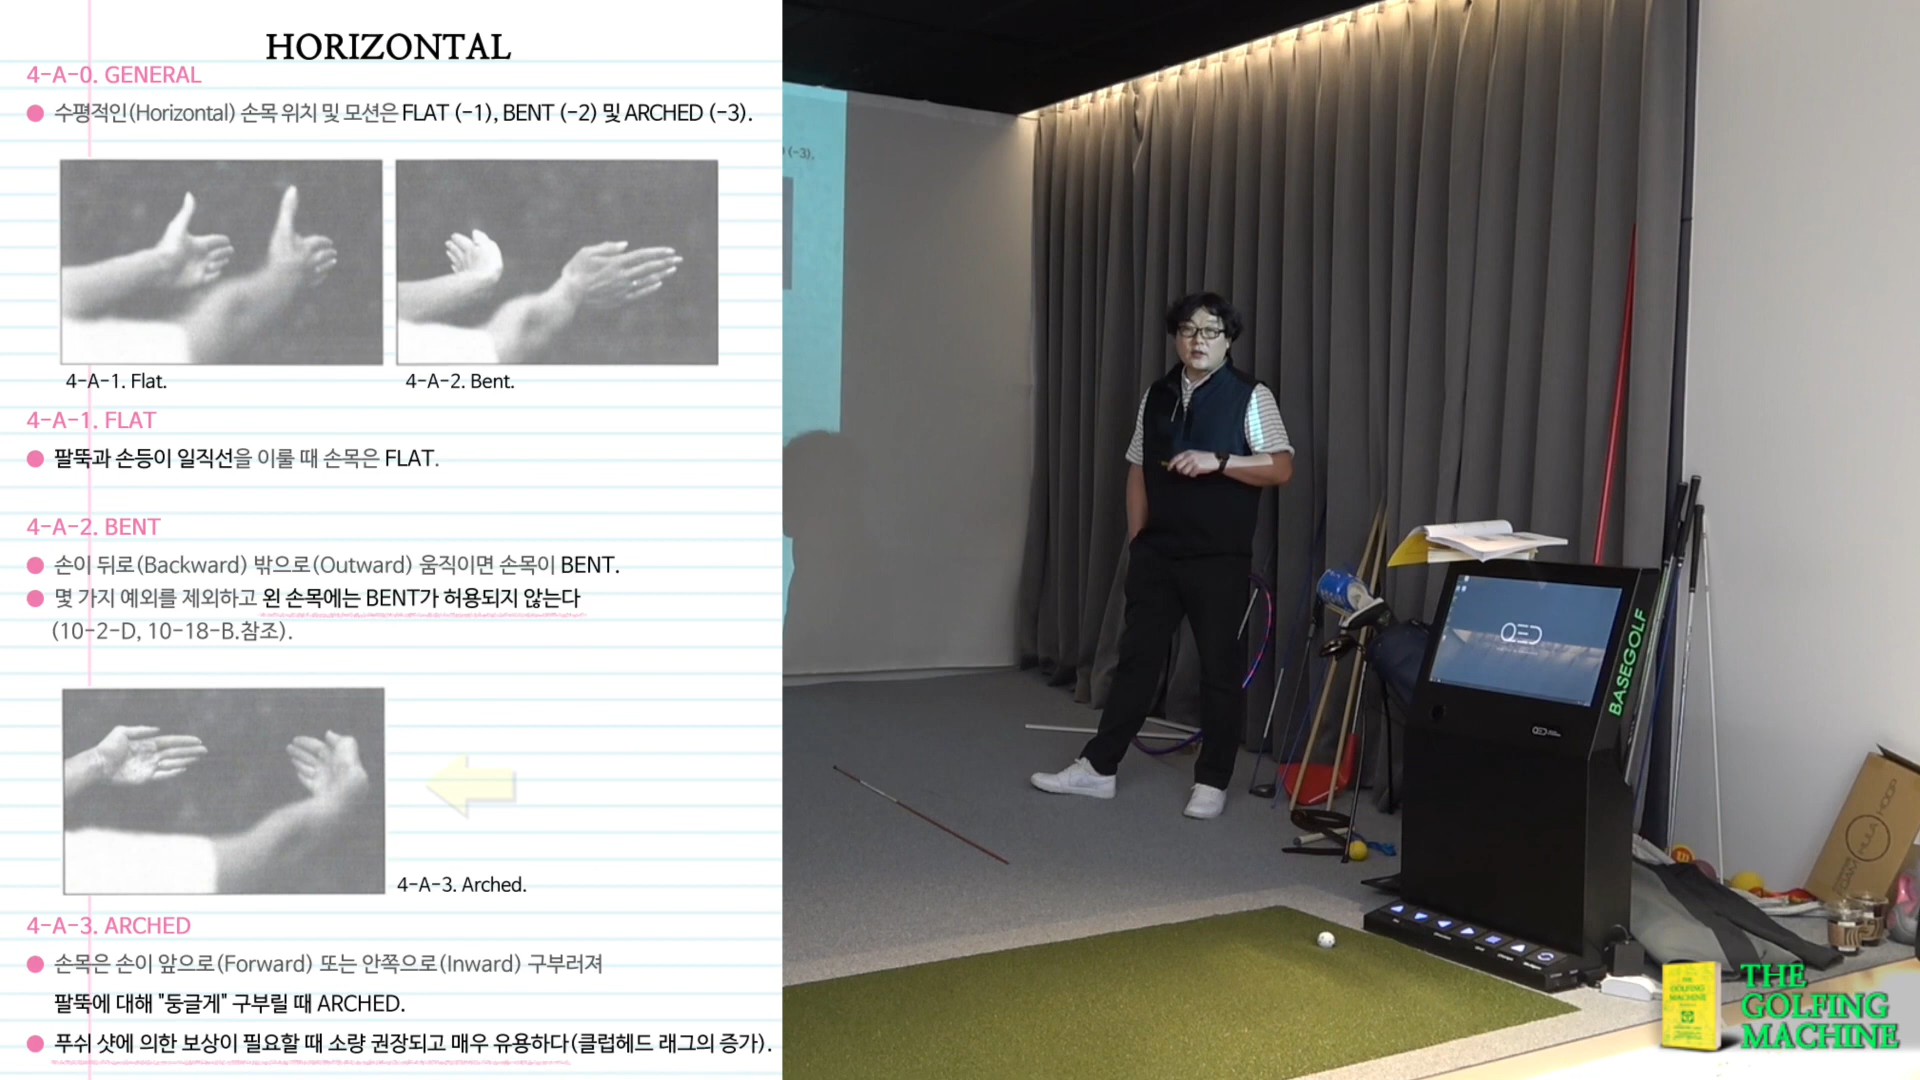 HORIZONTAL
4-A-0. GENERAL
● 수평적인(Horizontal) 손목 위치 및 모션은 FLAT (-1), BENT (-2) 및 ARCHED (-3).
4-A-1. Flat.
4-A-2. Bent.
4-A-1. FLAT
● 팔뚝과 손등이 일직선을 이룰 때 손목은 FLAT.
4-A-2. BENT
● 손이 뒤로(Backward) 밖으로(Outward) 움직이면 손목이 BENT.
● 몇 가지 예외를 제외하고 왼 손목에는 BENT가 허용되지 않는다
(10-2-D, 10-18-B.참조).
4-A-3. Arched.
4-A-3. ARCHED
● 손목은 손이 앞으로(Forward) 또는 안쪽으로(Inward) 구부러져
팔뚝에 대해 "둥글게" 구부릴 때 ARCHED.
● 푸쉬 샷에 의한 보상이 필요할 때 소량 권장되고 매우 유용하다(클럽헤드 래그의 증가).
(-3),
QED
BASEGOLF
HULA HOOP
THE
GOLFING
MACHINE
THE
GOLFING
MACHINE